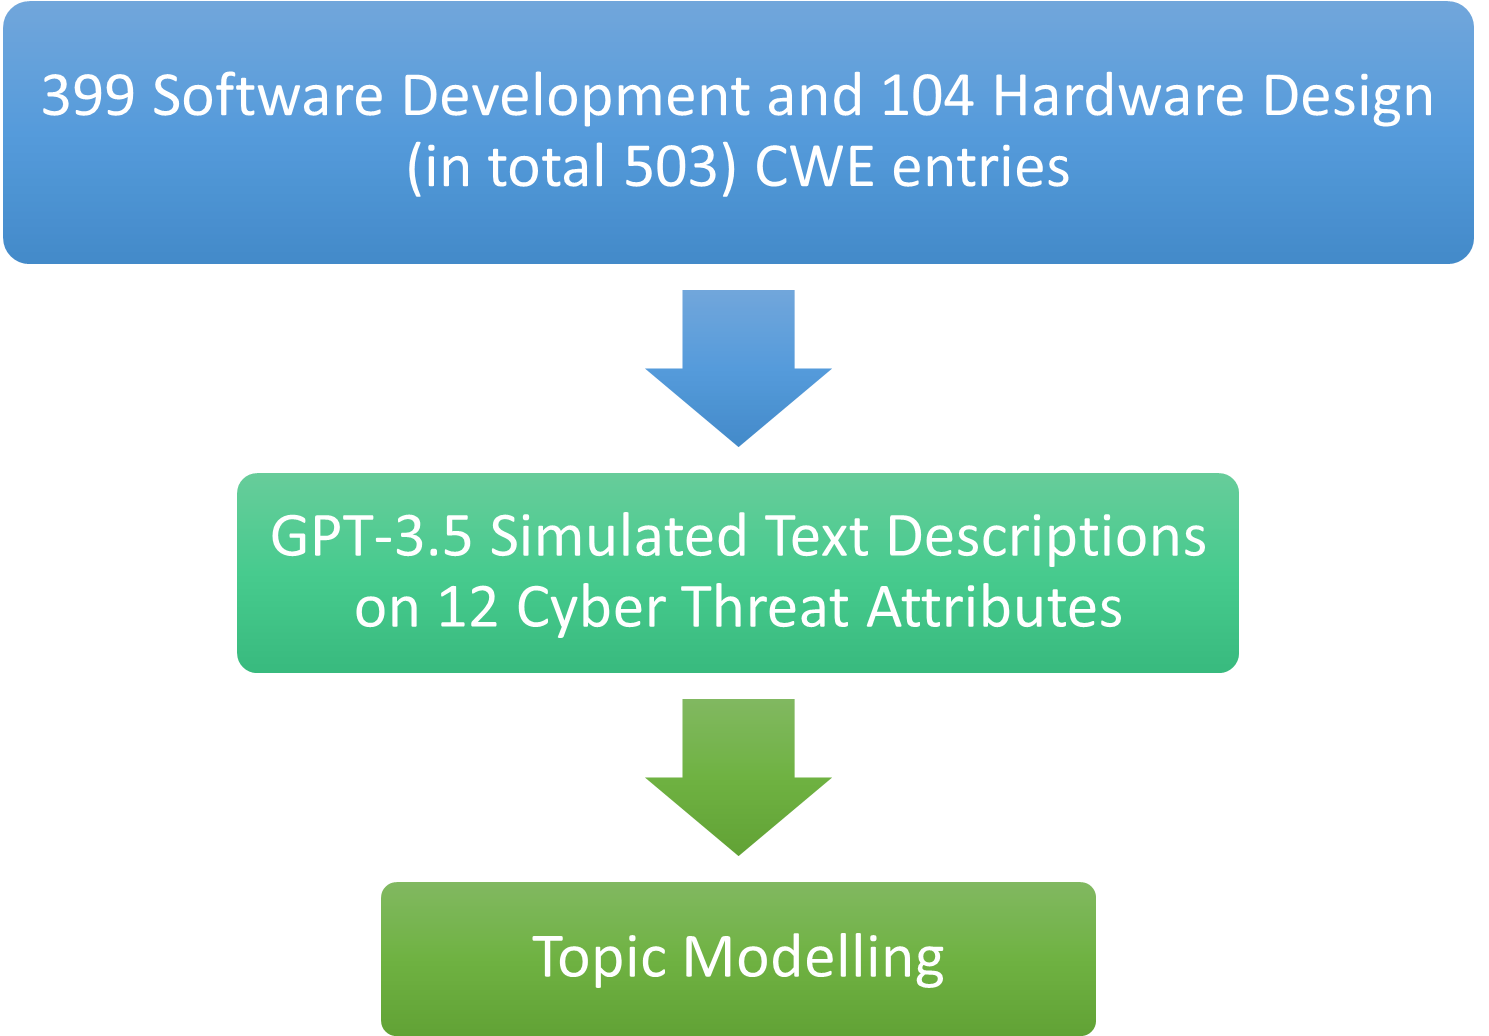 399 Software Development and 104 Hardware Design
(in total 503) CWE entries
GPT-3.5 Simulated Text Descriptions
on 12 Cyber Threat Attributes
Topic Modelling